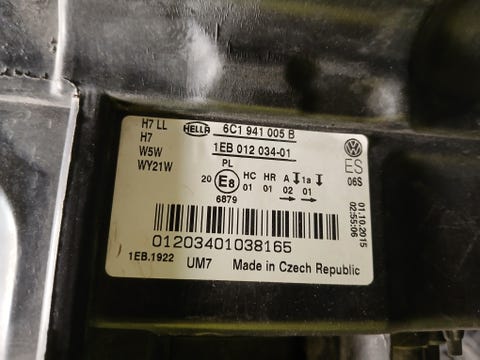 H7 LL HELLA 6C1 941 005 B
H7 1EB 012 034-01
W5W
WY21W PL
ES
06S
HC HR A 1a
20 E8 01 01 02 01
6879
01.10.2015
02:55:06
01203401038165
1EB.1922 UM7 Made in Czech Republic